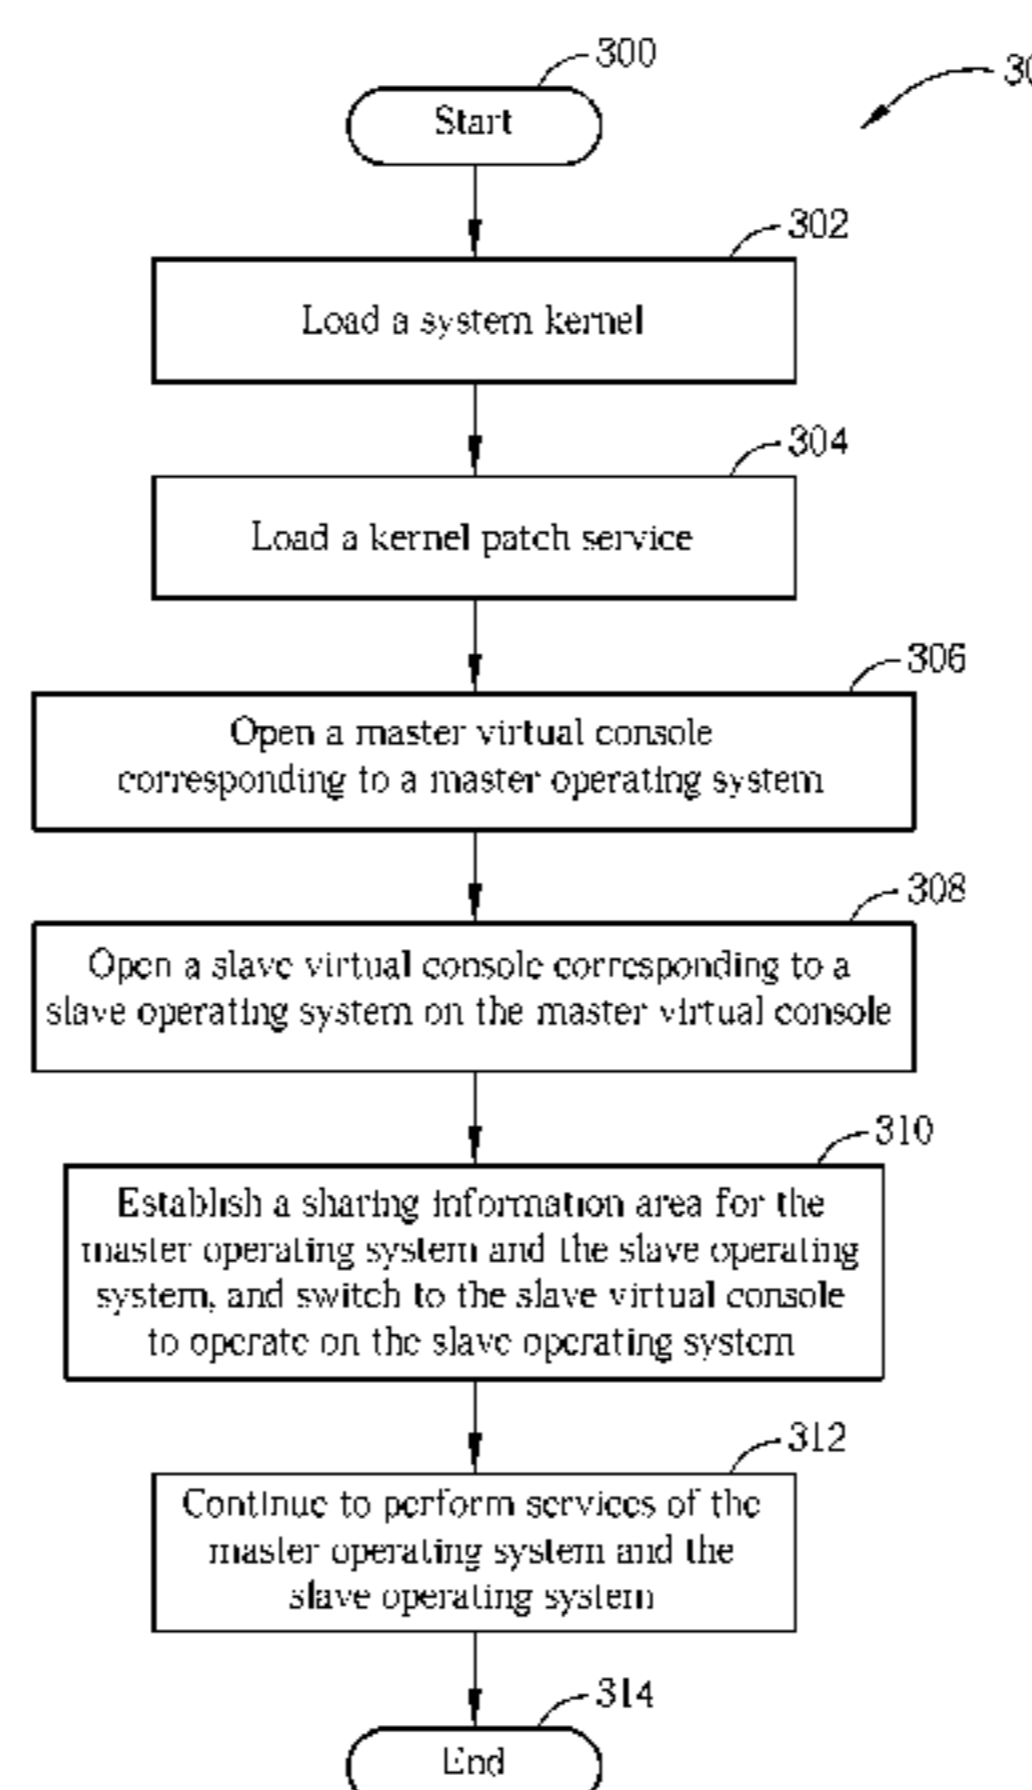 300
Start
302
Load a system kernel
304
Load a kernel patch service
306
Open a master virtual console
corresponding to a master operating system
308
Open a slave virtual console corresponding to a
slave operating system on the master virtual console
310
Establish a sharing information area for the
master operating system and the slave operating
system, and switch to the slave virtual console
to operate on the slave operating system
312
Continue to perform services of the
master operating system and the
slave operating system
314
End